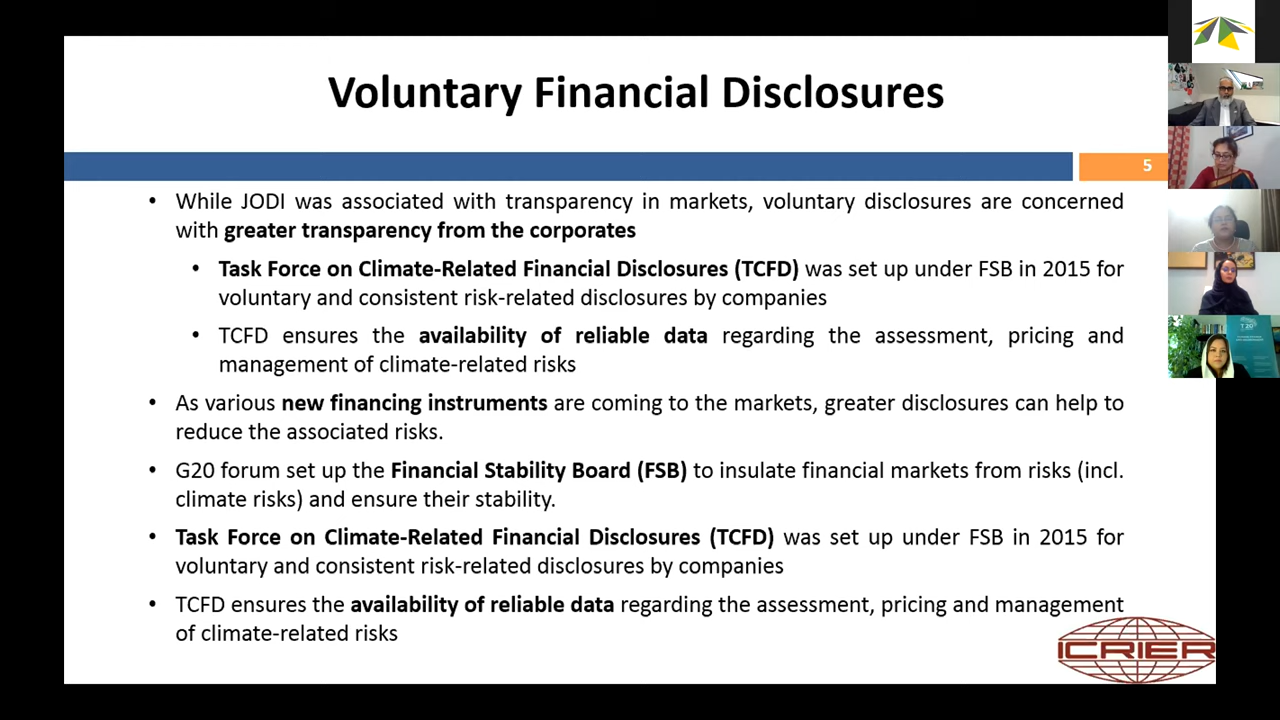 Voluntary Financial Disclosures
5
• While JODI was associated with transparency in markets, voluntary disclosures are concerned
with greater transparency from the corporates
• Task Force on Climate-Related Financial Disclosures (TCFD) was set up under FSB in 2015 for
voluntary and consistent risk-related disclosures by companies
• TCFD ensures the availability of reliable data regarding the assessment, pricing and
management of climate-related risks
• As various new financing instruments are coming to the markets, greater disclosures can help to
reduce the associated risks.
• G20 forum set up the Financial Stability Board (FSB) to insulate financial markets from risks (incl.
climate risks) and ensure their stability.
• Task Force on Climate-Related Financial Disclosures (TCFD) was set up under FSB in 2015 for
voluntary and consistent risk-related disclosures by companies
• TCFD ensures the availability of reliable data regarding the assessment, pricing and management
of climate-related risks
ICRIER
T20